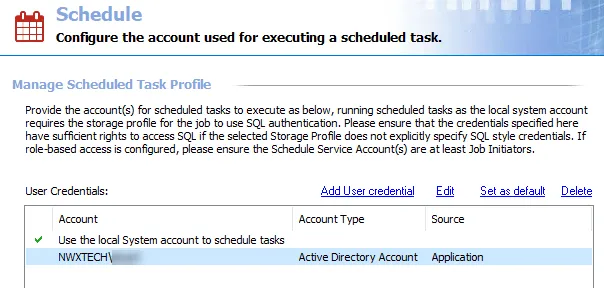 Schedule
Configure the account used for executing a scheduled task.
Manage Scheduled Task Profile
Provide the account(s) for scheduled tasks to execute as below, running scheduled tasks as the local system account
requires the storage profile for the job to use SQL authentication. Please ensure that the credentials specified here
have sufficient rights to access SQL if the selected Storage Profile does not explicitly specify SQL style credentials. If
role-based access is configured, please ensure the Schedule Service Account(s) are at least Job Initiators.
User Credentials: Add User credential Edit Set as default Delete
Account Account Type Source
Use the local System account to schedule tasks
NWXTECH\ Active Directory Account Application